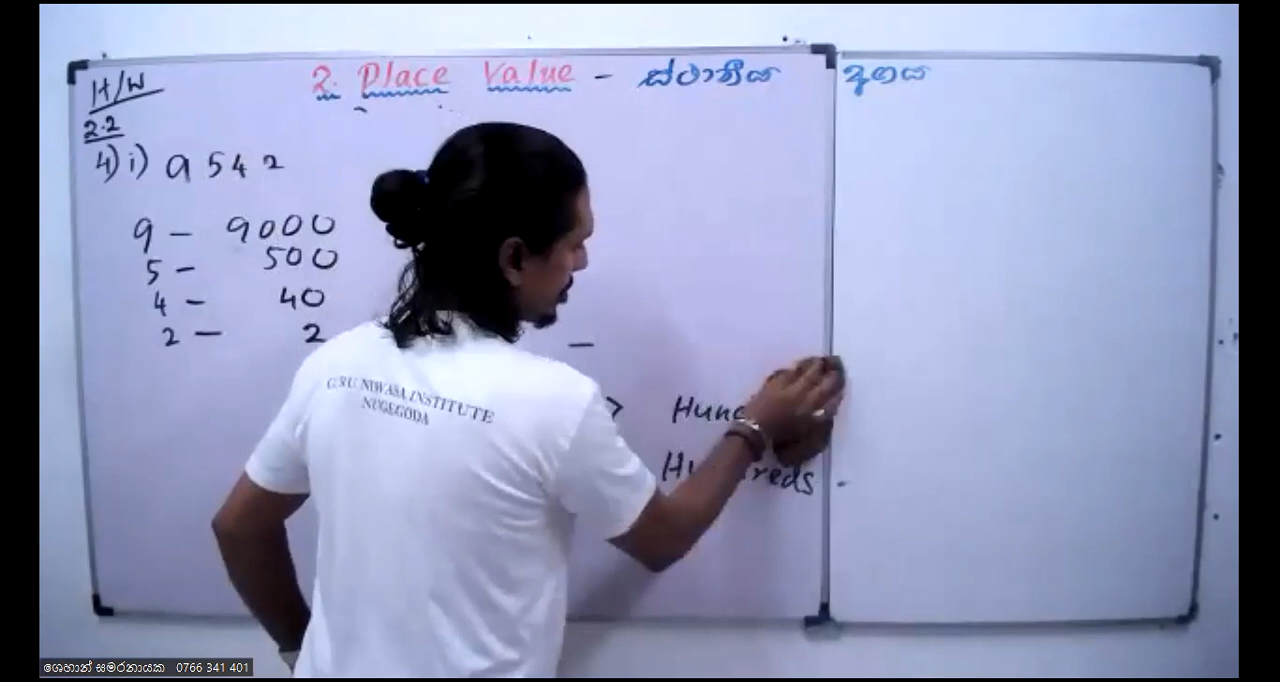 H/W
2. Place Value - ස්ථානීය අගය
2.2
4) i) 9 5 4 2
9 - 9000
5 - 500
4 - 40
2 - 2
-
>
Hundreds -
GURU NIWASA INSTITUTE
NUGEGODA
ශෙහාන් සමරනායක 0766 341 401